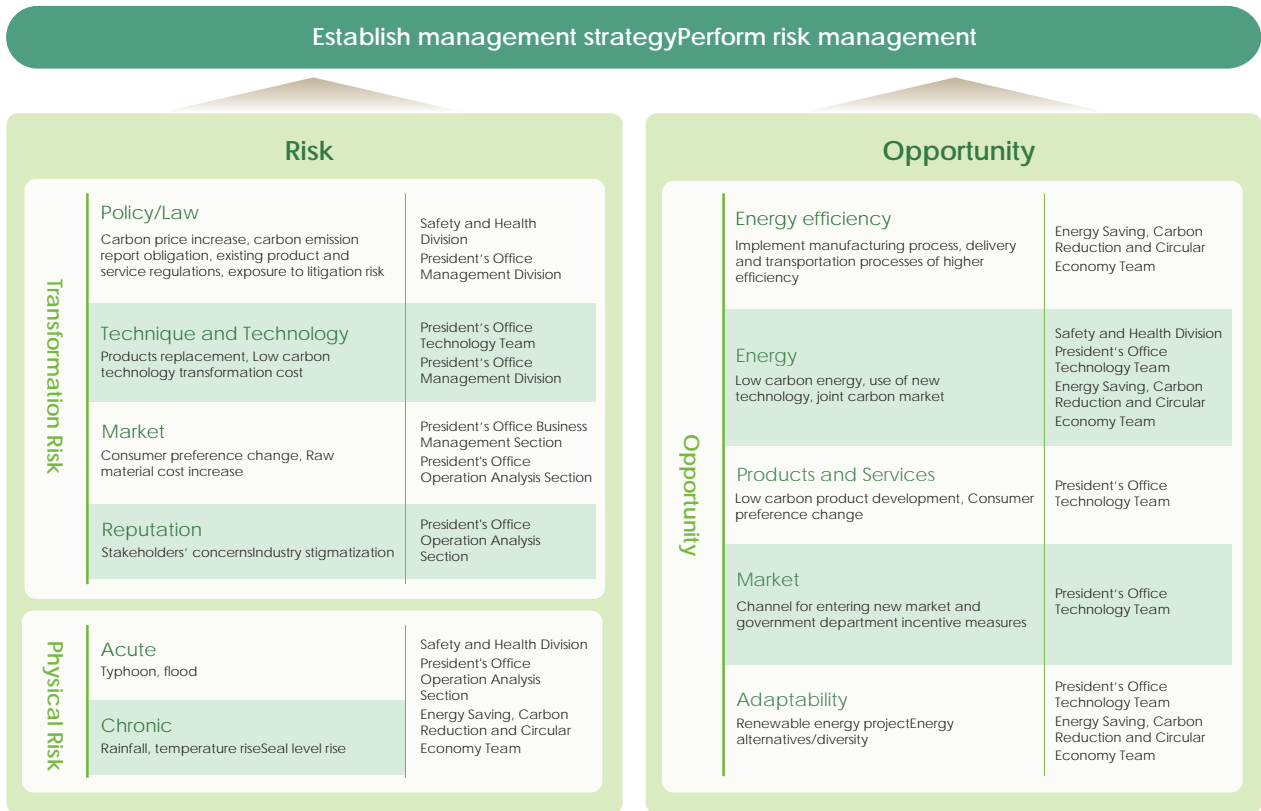 Establish management strategyPerform risk management
Risk
Transformation Risk
Policy/Law
Carbon price increase, carbon emission
report obligation, existing product and
service regulations, exposure to litigation risk
Safety and Health
Division
President's Office
Management Division
Technique and Technology
Products replacement, Low carbon
technology transformation cost
President's Office
Technology Team
President's Office
Management Division
Market
Consumer preference change, Raw
material cost increase
President's Office Business
Management Section
President's Office
Operation Analysis Section
Reputation
Stakeholders' concernsIndustry stigmatization
President's Office
Operation Analysis
Section
Physical Risk
Acute
Typhoon, flood
Chronic
Rainfall, temperature riseSeal level rise
Safety and Health Division
President's Office
Operation Analysis
Section
Energy Saving, Carbon
Reduction and Circular
Economy Team
Opportunity
Opportunity
Energy efficiency
Implement manufacturing process, delivery
and transportation processes of higher
efficiency
Energy Saving, Carbon
Reduction and Circular
Economy Team
Energy
Low carbon energy, use of new
technology, joint carbon market
Safety and Health Division
President's Office
Technology Team
Energy Saving, Carbon
Reduction and Circular
Economy Team
Products and Services
Low carbon product development, Consumer
preference change
President's Office
Technology Team
Market
Channel for entering new market and
government department incentive measures
President's Office
Technology Team
Adaptability
Renewable energy projectEnergy
alternatives/diversity
President's Office
Technology Team
Energy Saving, Carbon
Reduction and Circular
Economy Team